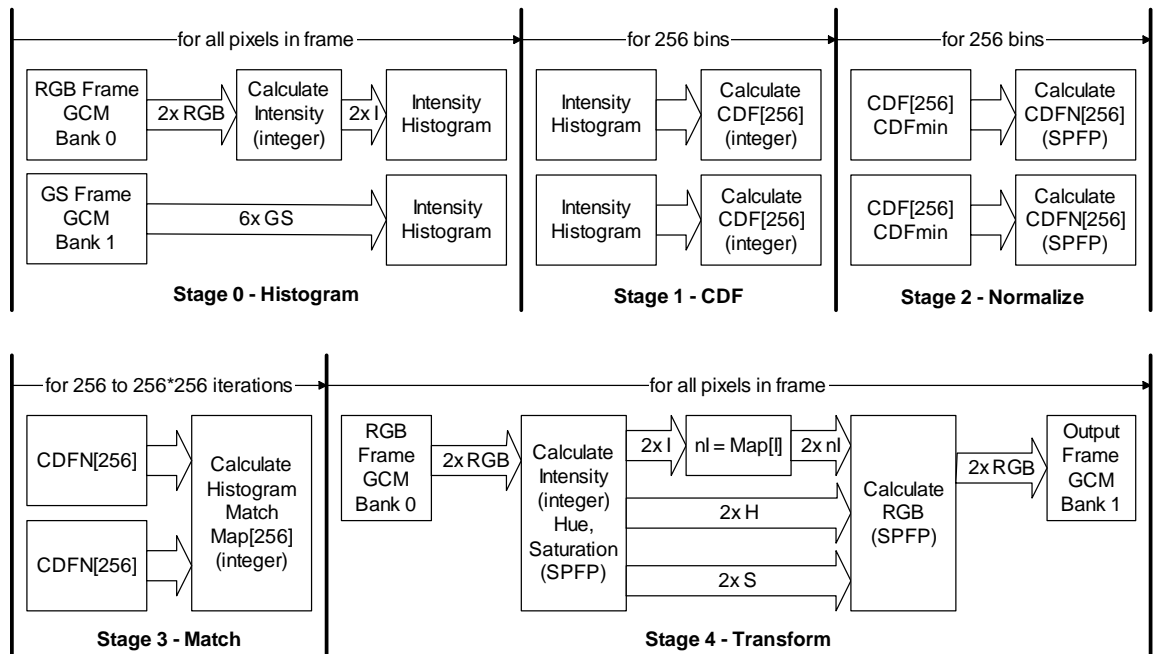 for all pixels in frame
for 256 bins
for 256 bins
RGB Frame
GCM
Bank 0
2x RGB
Calculate
Intensity
(integer)
2x I
Intensity
Histogram
Intensity
Histogram
Calculate
CDF[256]
(integer)
CDF[256]
CDFmin
Calculate
CDFN[256]
(SPFP)
GS Frame
GCM
Bank 1
6x GS
Intensity
Histogram
Intensity
Histogram
Calculate
CDF[256]
(integer)
CDF[256]
CDFmin
Calculate
CDFN[256]
(SPFP)
Stage 0 - Histogram
Stage 1 - CDF
Stage 2 - Normalize
for 256 to 256*256 iterations
for all pixels in frame
CDFN[256]
CDFN[256]
Calculate
Histogram
Match
Map[256]
(integer)
RGB
Frame
GCM
Bank 0
2x RGB
Calculate
Intensity
(integer)
Hue,
Saturation
(SPFP)
2x I
nI = Map[I]
2x nI
2x H
2x S
Calculate
RGB
(SPFP)
2x RGB
Output
Frame
GCM
Bank 1
Stage 3 - Match
Stage 4 - Transform